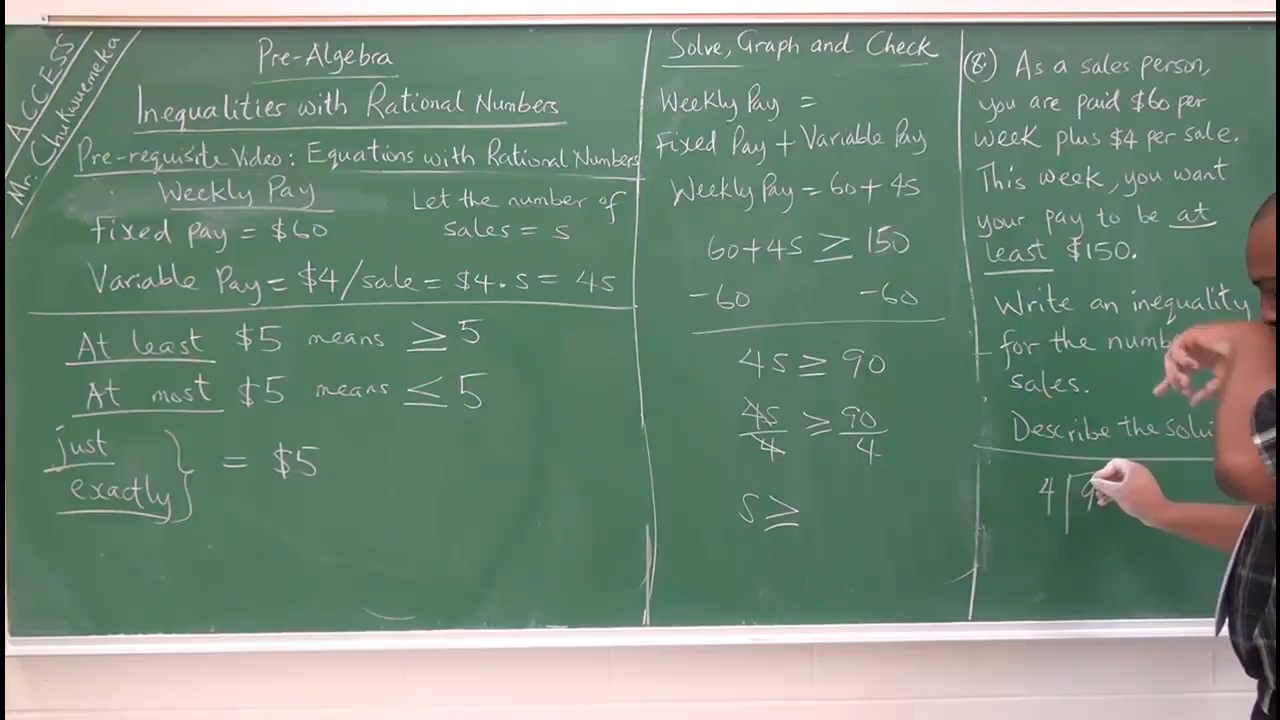 ACCESS
Mr. Chukwuemeka
Pre-Algebra
Inequalities with Rational Numbers
Pre-requisite Video: Equations with Rational Numbers
Weekly Pay
Fixed pay = $60
Let the number of
sales = s
Variable Pay = $4/sale = $4·s = 4s
At least $5 means ≥ 5
At most $5 means ≤ 5
just
exactly } = $5
Solve, Graph and Check
Weekly Pay =
Fixed Pay + Variable Pay
Weekly Pay = 60 + 4s
60 + 4s ≥ 150
-60 -60
4s ≥ 90
4s/4 ≥ 90/4
s ≥
(8.) As a sales person,
you are paid $60 per
week plus $4 per sale.
This week, you want
your pay to be at
least $150.
Write an inequality
for the
sales.
Describe the
4 9